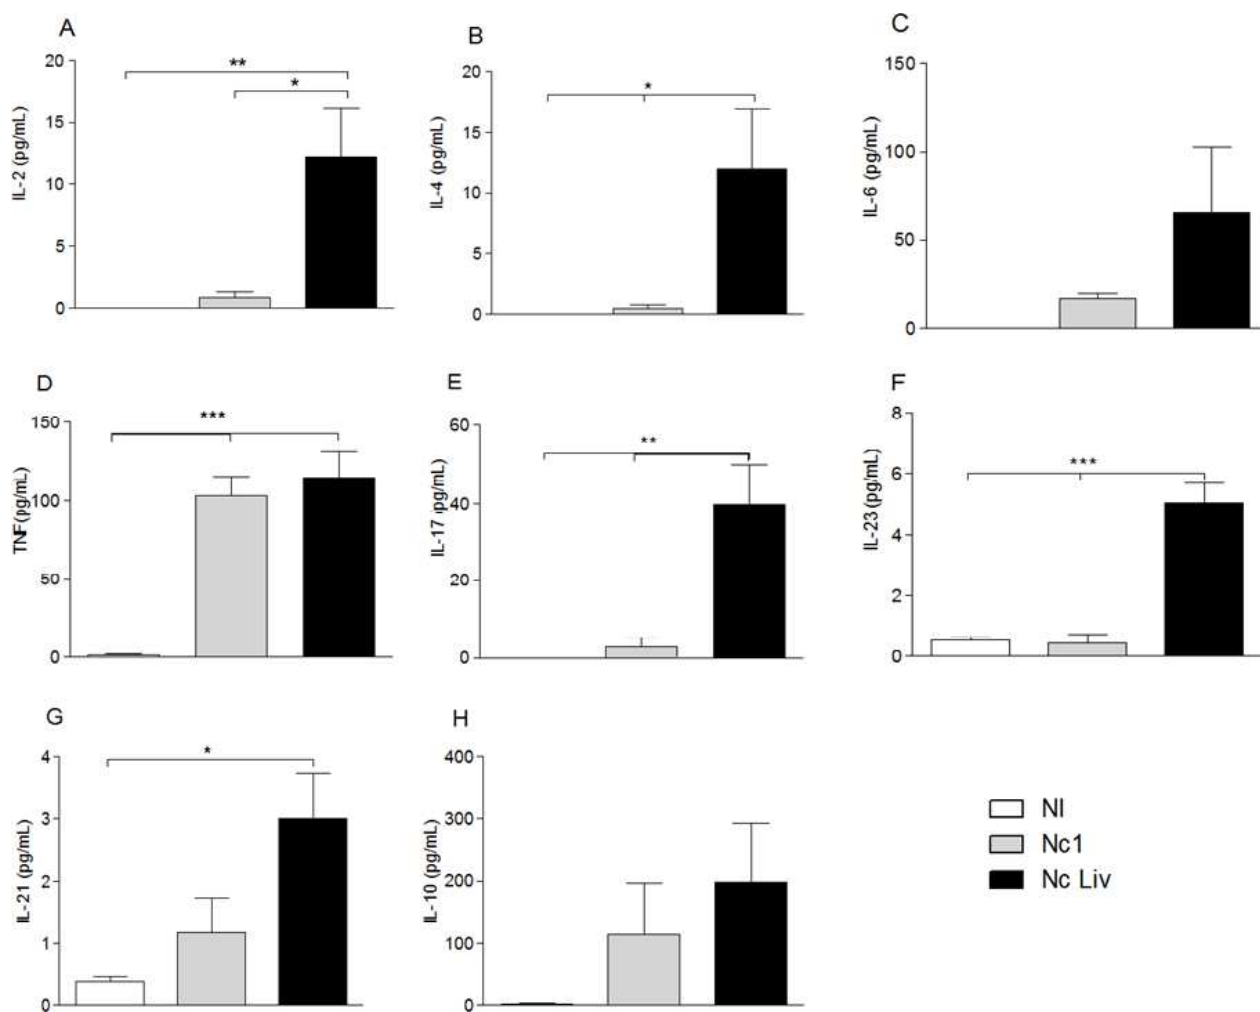 A
IL-2 (pg/mL)
20
15
10
5
0
**
*
B
IL-4 (pg/mL)
20
15
10
5
0
*
C
IL-6 (pg/mL)
150
100
50
0
D
TNF(pg/mL)
150
100
50
0
***
E
IL-17 pg/mL)
60
40
20
0
**
F
IL-23 (pg/mL)
8
6
4
2
0
***
G
IL-21 (pg/mL)
4
3
2
1
0
*
H
IL-10 (pg/mL)
400
300
200
100
0
NI
Nc1
Nc Liv